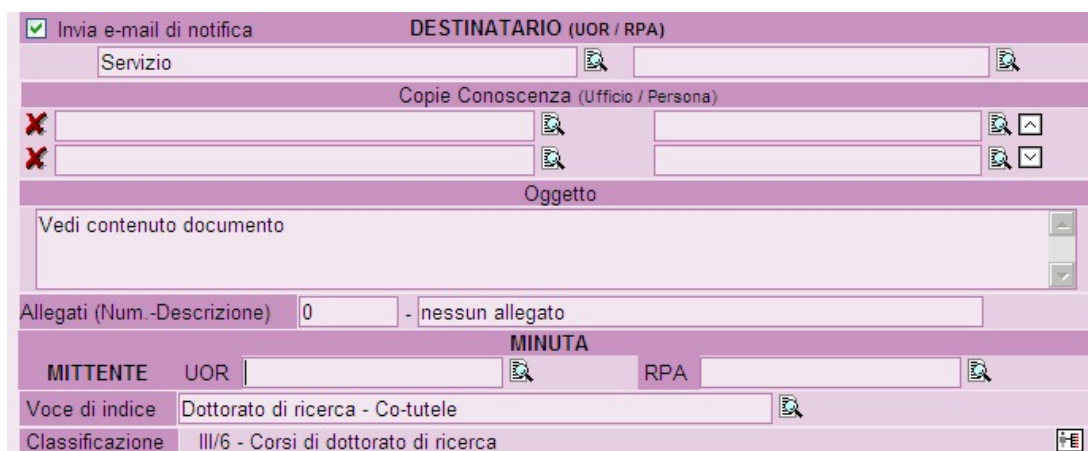 Invia e-mail di notifica DESTINATARIO (UOR / RPA)
Servizio
Copie Conoscenza (Ufficio / Persona)
Oggetto
Vedi contenuto documento
Allegati (Num.-Descrizione) 0 - nessun allegato
MINUTA
MITTENTE UOR RPA
Voce di indice Dottorato di ricerca - Co-tutele
Classificazione III/6 - Corsi di dottorato di ricerca